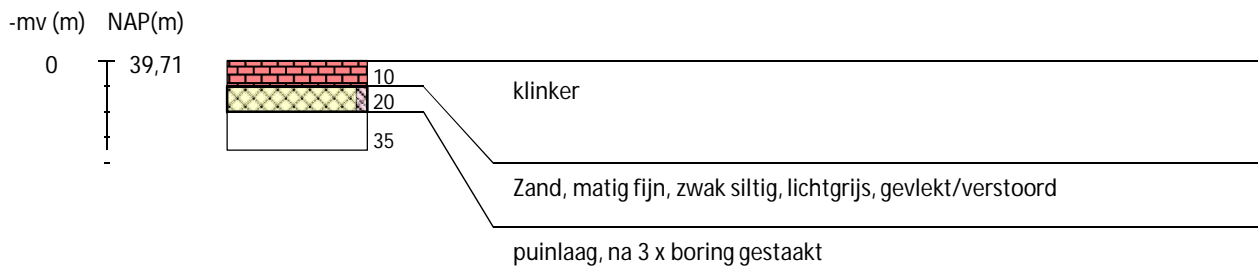 -mv (m) NAP(m)
0 39,71
10
klinker
20
35
Zand, matig fijn, zwak siltig, lichtgrijs, gevlekt/verstoord
puinlaag, na 3 x boring gestaakt